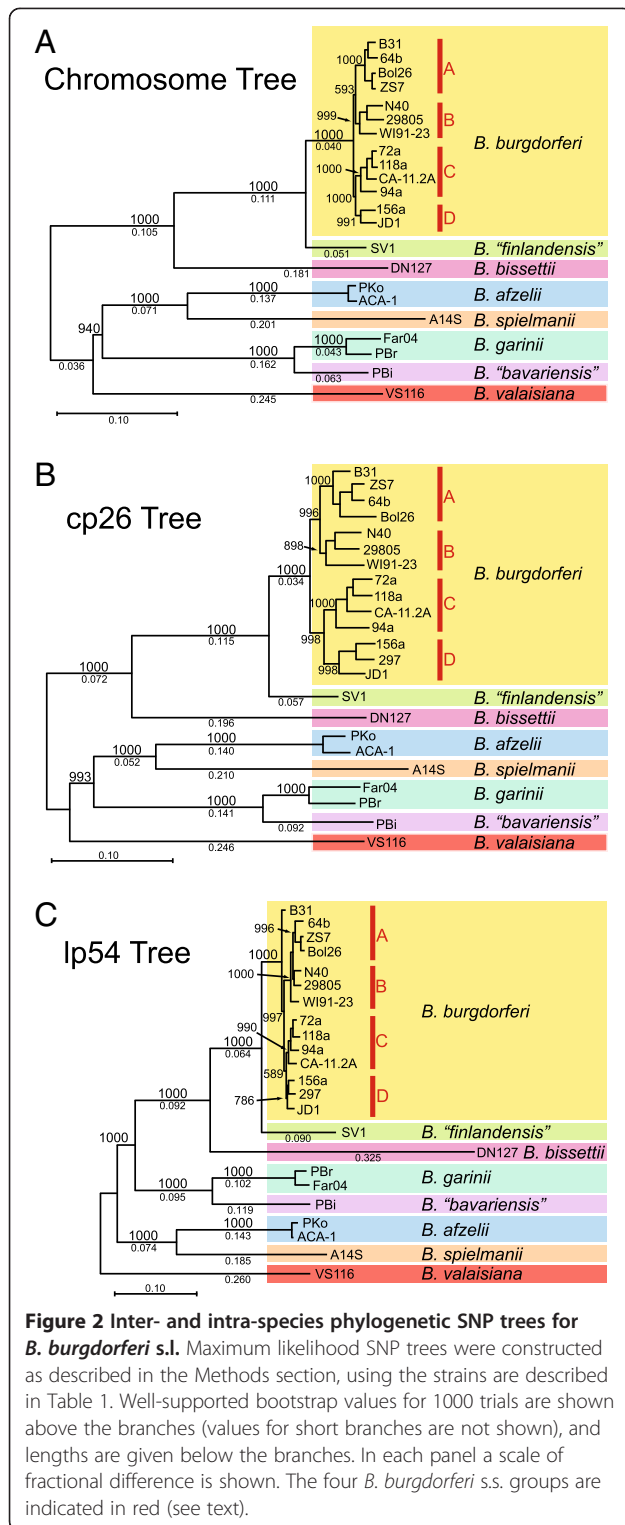 A
Chromosome Tree
1000
B31
64b
Bol26
ZS7
A
593
999
N40
29805
WI91-23
B
B. burgdorferi
1000
0.040
1000
72a
118a
CA-11.2A
94a
C
1000
991
156a
JD1
D
1000
0.111
SV1
0.051
B. “finlandensis”
1000
0.105
DN127
0.181
B. bissettii
1000
0.071
1000
0.137
PKo
ACA-1
B. afzelii
A14S
0.201
B. spielmanii
940
1000
0.162
1000
0.043
Far04
PBr
B. garinii
PBi
0.063
B. “bavariensis”
0.036
VS116
0.245
B. valaisiana
0.10
B
cp26 Tree
1000
B31
ZS7
64b
Bol26
A
996
898
N40
29805
WI91-23
B
B. burgdorferi
1000
0.034
1000
72a
118a
CA-11.2A
94a
C
998
998
156a
297
JD1
D
1000
0.115
SV1
0.057
B. “finlandensis”
1000
0.072
DN127
0.196
B. bissettii
1000
0.052
1000
0.140
PKo
ACA-1
B. afzelii
A14S
0.210
B. spielmanii
993
1000
0.141
1000
Far04
PBr
B. garinii
PBi
0.092
B. “bavariensis”
VS116
0.246
B. valaisiana
0.10
C
lp54 Tree
B31
996
64b
ZS7
Bol26
A
1000
1000
N40
29805
WI91-23
B
B. burgdorferi
997
990
72a
118a
94a
CA-11.2A
C
1000
0.064
589
786
156a
297
JD1
D
1000
0.092
SV1
0.090
B. “finlandensis”
1000
DN127
0.325
B. bissettii
1000
0.095
1000
0.102
PBr
Far04
B. garinii
PBi
0.119
B. “bavariensis”
1000
0.074
1000
0.143
PKo
ACA-1
B. afzelii
A14S
0.185
B. spielmanii
VS116
0.260
B. valaisiana
0.10
Figure 2 Inter- and intra-species phylogenetic SNP trees for
B. burgdorferi s.l. Maximum likelihood SNP trees were constructed
as described in the Methods section, using the strains are described
in Table 1. Well-supported bootstrap values for 1000 trials are shown
above the branches (values for short branches are not shown), and
lengths are given below the branches. In each panel a scale of
fractional difference is shown. The four B. burgdorferi s.s. groups are
indicated in red (see text).